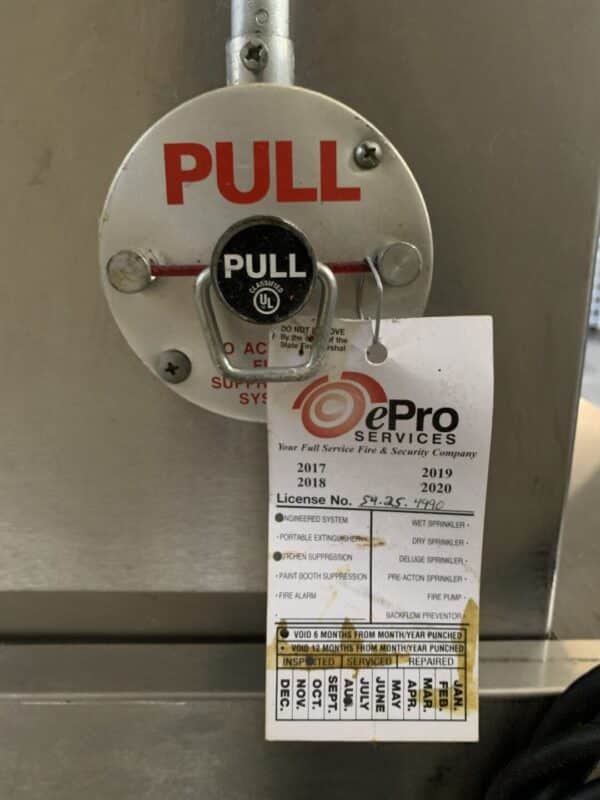 PULL
PULL
CLASSIFIED
UL
DO NOT
By the of the
State Fire Marshal
ePro
SERVICES
Your Full Service Fire & Security Company
2017 2019
2018 2020
License No. 54-25-4990
ENGINEERED SYSTEM WET SPRINKLER
PORTABLE EXTINGUISHER DRY SPRINKLER
KITCHEN SUPPRESSION DELUGE SPRINKLER
PAINT BOOTH SUPPRESSION PRE-ACTON SPRINKLER
FIRE ALARM FIRE PUMP
BACKFLOW PREVENTOR
VOID 6 MONTHS FROM MONTH/YEAR PUNCHED
VOID 12 MONTHS FROM MONTH/YEAR PUNCHED
INSPECTED SERVICED REPAIRED
JAN.
FEB.
MAR.
APR.
MAY
JUNE
JULY
AUG.
SEPT.
OCT.
NOV.
DEC.